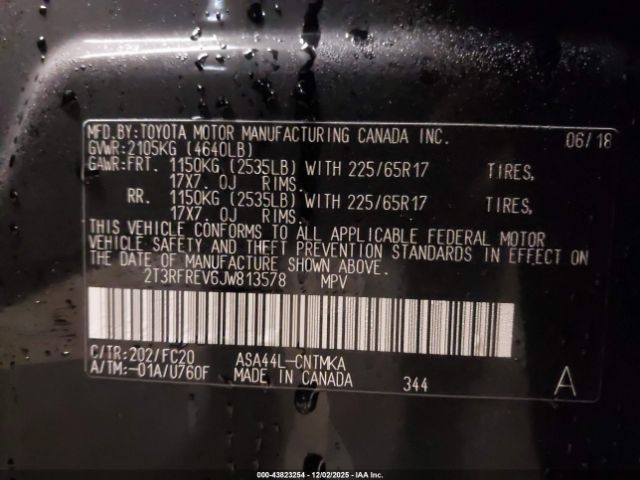 MFD.BY:TOYOTA MOTOR MANUFACTURING CANADA INC. 06/18
GVWR:2105KG (4640LB)
GAWR:FRT. 1150KG (2535LB) WITH 225/65R17 TIRES,
17X7. OJ RIMS.
RR. 1150KG (2535LB) WITH 225/65R17 TIRES,
17X7. OJ RIMS.
THIS VEHICLE CONFORMS TO ALL APPLICABLE FEDERAL MOTOR
VEHICLE SAFETY AND THEFT PREVENTION STANDARDS IN EFFECT ON
THE DATE OF MANUFACTURE SHOWN ABOVE.
2T3RFREV6JW813578 MPV
C/TR:202/FC20 ASA44L-CNTMKA
A/TM:-01A/U760F MADE IN CANADA 344 A
000-43823254 - 12/02/2025 - IAA Inc.